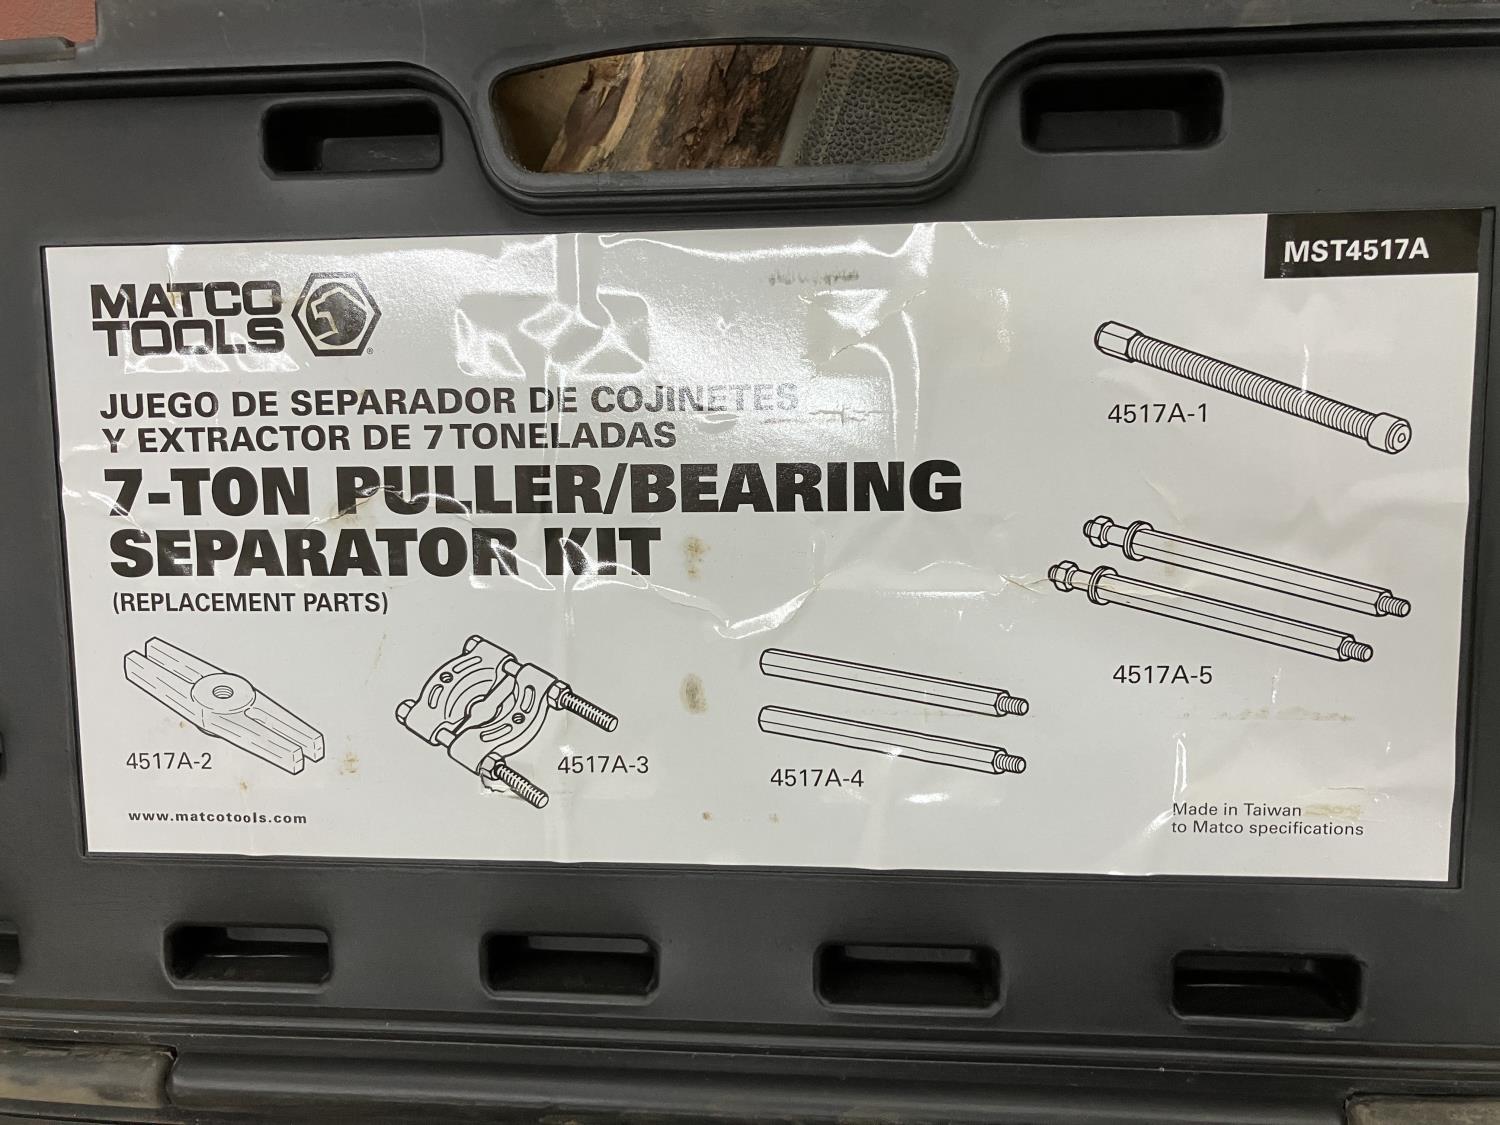 MST4517A
MATCO
TOOLS
JUEGO DE SEPARADOR DE COJINETES
Y EXTRACTOR DE 7 TONELADAS
7-TON PULLER/BEARING
SEPARATOR KIT
(REPLACEMENT PARTS)
4517A-1
4517A-5
4517A-2
4517A-3
4517A-4
www.matcotools.com
Made in Taiwan
to Matco specifications